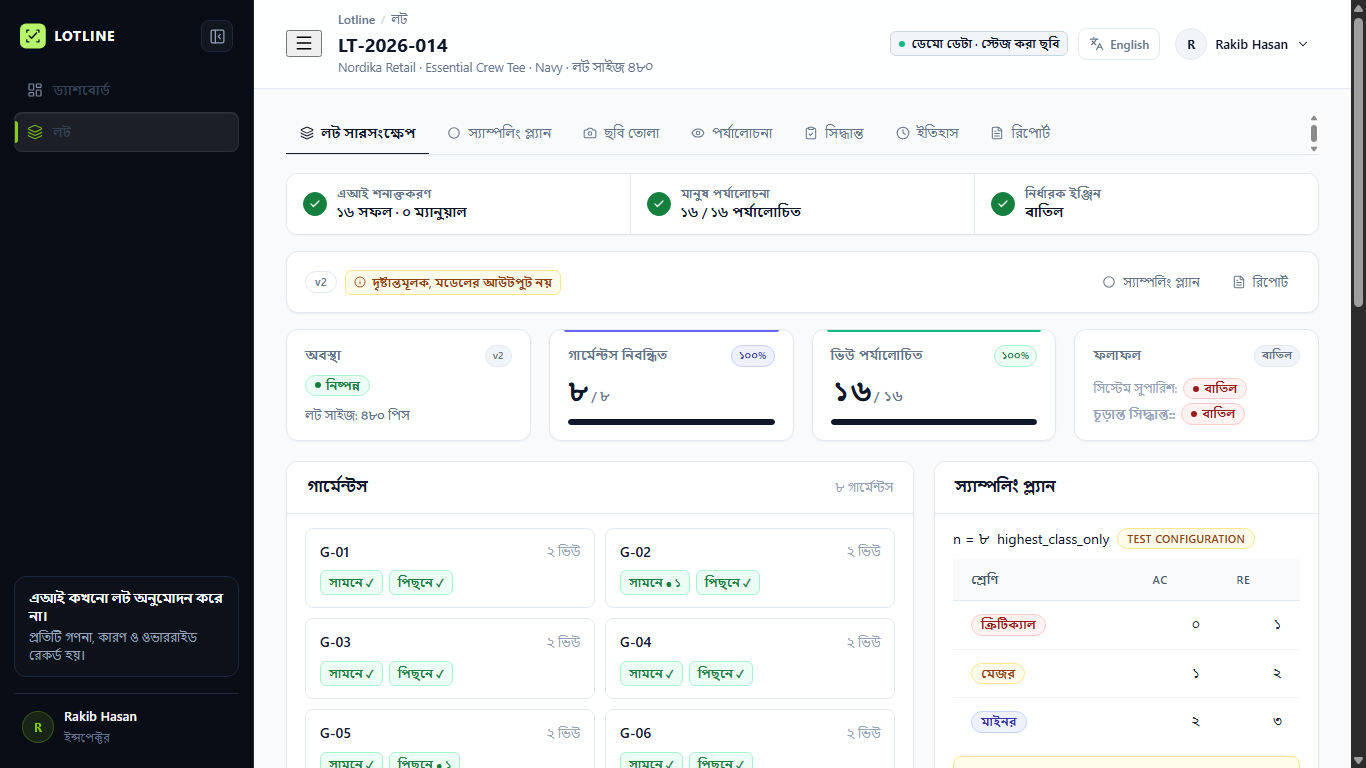 LOTLINE
ড্যাশবোর্ড
লট
এআই কখনো লট অনুমোদন করে না।
প্রতিটি গণনা, কারণ ও ওভাররাইড রেকর্ড হয়।
R
Rakib Hasan
ইন্সপেক্টর
Lotline / লট
LT-2026-014
Nordika Retail · Essential Crew Tee · Navy · লট সাইজ ৪৮০
ডেমো ডেটা · স্টেজ করা ছবি
English
R Rakib Hasan
লট সারসংক্ষেপ স্যাম্পলিং প্ল্যান ছবি তোলা পর্যালোচনা সিদ্ধান্ত ইতিহাস রিপোর্ট
এআই শনাক্তকরণ
১৬ সফল · ০ ম্যানুয়াল
মানুষ পর্যালোচনা
১৬ / ১৬ পর্যালোচিত
নির্ধারক ইঞ্জিন
বাতিল
v2 দৃষ্টান্তমূলক, মডেলের আউটপুট নয় স্যাম্পলিং প্ল্যান রিপোর্ট
অবস্থা v2
নিষ্পন্ন
লট সাইজ: ৪৮০ পিস
গার্মেন্টস নিবন্ধিত ১০০%
৮ / ৮
ভিউ পর্যালোচিত ১০০%
১৬ / ১৬
ফলাফল বাতিল
সিস্টেম সুপারিশ: বাতিল
চূড়ান্ত সিদ্ধান্ত:: বাতিল
গার্মেন্টস ৮ গার্মেন্টস
G-01 ২ ভিউ
সামনে ✓ পিছনে ✓
G-02 ২ ভিউ
সামনে ● ১ পিছনে ✓
G-03 ২ ভিউ
সামনে ✓ পিছনে ✓
G-04 ২ ভিউ
সামনে ✓ পিছনে ✓
G-05 ২ ভিউ
সামনে ✓ পিছনে ● ১
G-06 ২ ভিউ
সামনে ✓ পিছনে ✓
স্যাম্পলিং প্ল্যান
n = ৮ highest_class_only TEST CONFIGURATION
শ্রেণি AC RE
ক্রিটিক্যাল ০ ১
মেজর ১ ২
মাইনর ২ ৩